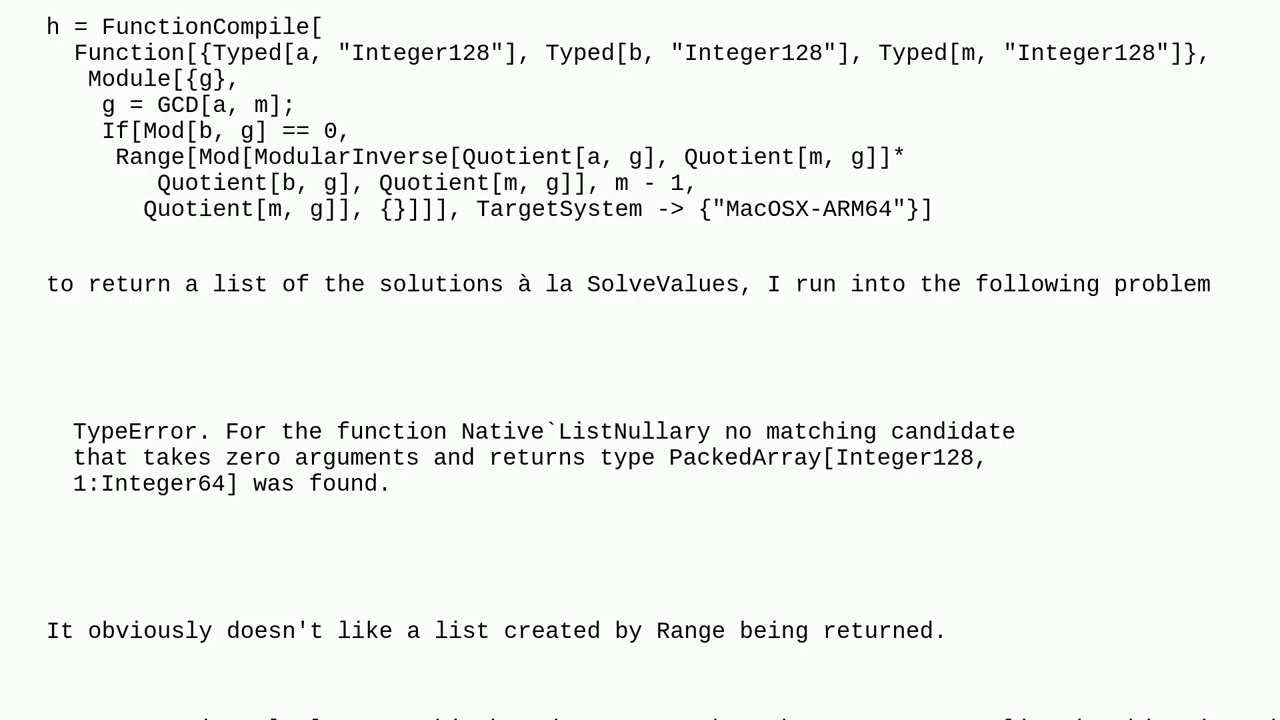 h = FunctionCompile[
Function[{Typed[a, "Integer128"], Typed[b, "Integer128"], Typed[m, "Integer128"]},
Module[{g},
g = GCD[a, m];
If[Mod[b, g] == 0,
Range[Mod[ModularInverse[Quotient[a, g], Quotient[m, g]]*
Quotient[b, g], Quotient[m, g]], m - 1,
Quotient[m, g]], {}]]], TargetSystem -> {"MacOSX-ARM64"}]
to return a list of the solutions à la SolveValues, I run into the following problem
TypeError. For the function Native`ListNullary no matching candidate
that takes zero arguments and returns type PackedArray[Integer128,
1:Integer64] was found.
It obviously doesn't like a list created by Range being returned.